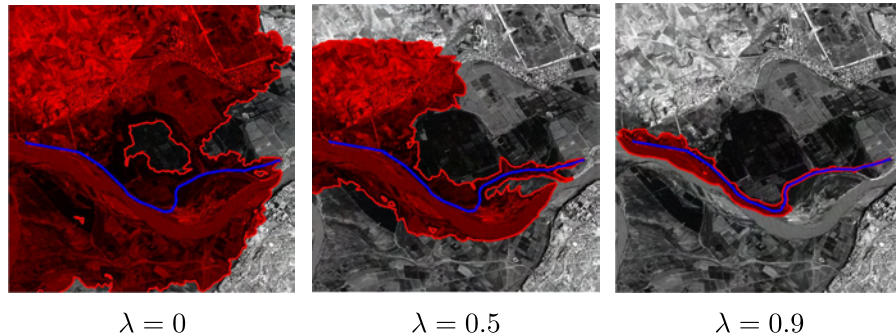 λ = 0
λ = 0.5
λ = 0.9